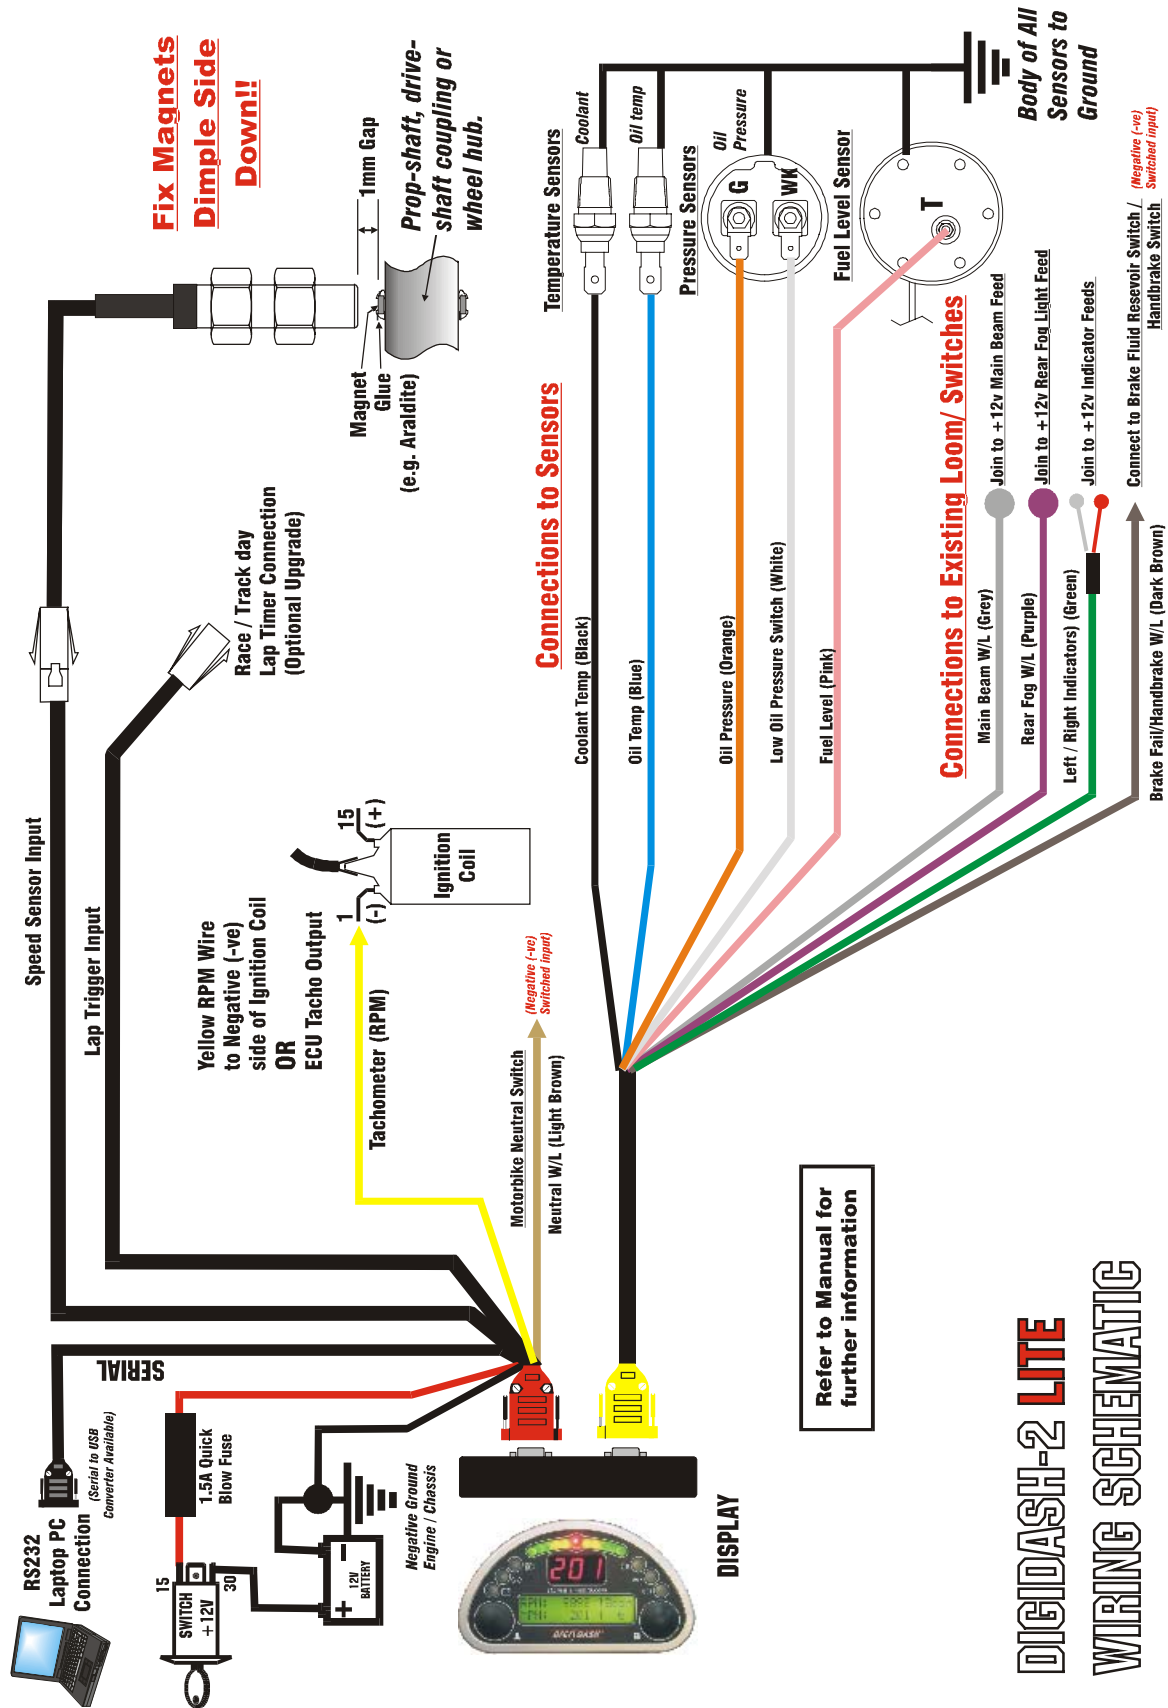 Fix Magnets
Dimple Side
Down!!
1mm Gap
Prop-shaft, drive-
shaft coupling or
wheel hub.
Magnet
Glue
(e.g. Araldite)
Speed Sensor Input
Lap Trigger Input
Race / Track day
Lap Timer Connection
(Optional Upgrade)
Yellow RPM Wire
to Negative (-ve)
side of Ignition Coil
OR
ECU Tacho Output
Tachometer (RPM)
1
(-)
15
(+)
Ignition
Coil
Motorbike Neutral Switch
Neutral W/L (Light Brown)
(Negative (-ve)
Switched input)
RS232
Laptop PC
Connection
(Serial to USB
Converter Available)
SERIAL
1.5A Quick
Blow Fuse
15
30
SWITCH
+12V
+
-
12V
BATTERY
Negative Ground
Engine / Chassis
DISPLAY
201
DIGIDASH
Connections to Sensors
Temperature Sensors
Coolant
Oil temp
Pressure Sensors
Oil
Pressure
G
WK
Fuel Level Sensor
T
Body of All
Sensors to
Ground
Coolant Temp (Black)
Oil Temp (Blue)
Oil Pressure (Orange)
Low Oil Pressure Switch (White)
Fuel Level (Pink)
Connections to Existing Loom/ Switches
Main Beam W/L (Grey)
Join to +12v Main Beam Feed
Rear Fog W/L (Purple)
Join to +12v Rear Fog Light Feed
Left / Right Indicators) (Green)
Join to +12v Indicator Feeds
Brake Fail/Handbrake W/L (Dark Brown)
Connect to Brake Fluid Resevoir Switch /
Handbrake Switch
(Negative (-ve)
Switched input)
Refer to Manual for
further information
DIGIDASH-2 LITE
WIRING SCHEMATIC